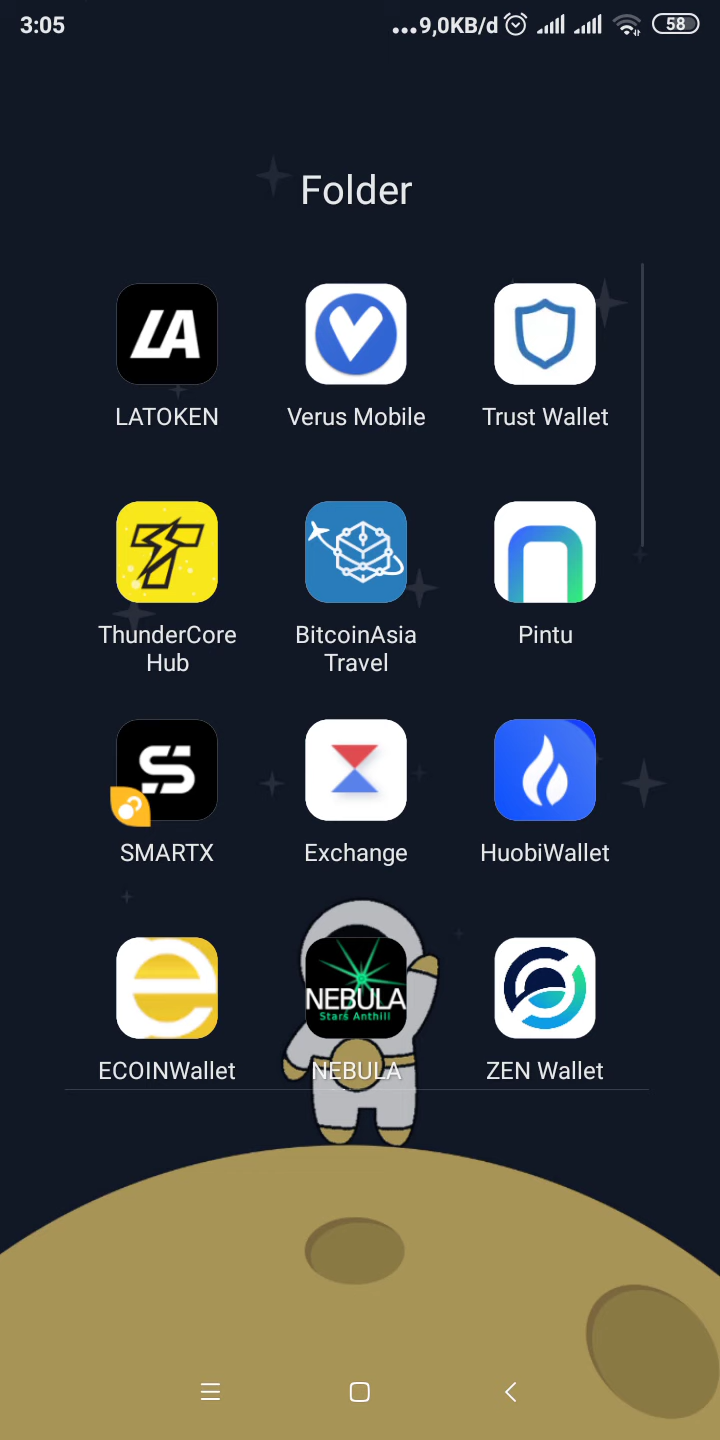 3:05
...9,0KB/d
58
Folder
LA
LATOKEN
Verus Mobile
Trust Wallet
ThunderCore
Hub
BitcoinAsia
Travel
Pintu
SMARTX
Exchange
HuobiWallet
NEBULA
Stars Anthill
ECOINWallet
NEBULA
ZEN Wallet